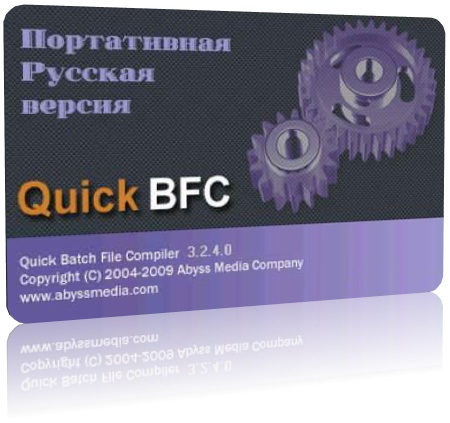 Портативная
Русская
версия
Quick BFC
Quick Batch File Compiler 3.2.4.0
Copyright (C) 2004-2009 Abyss Media Company
www.abyssmedia.com